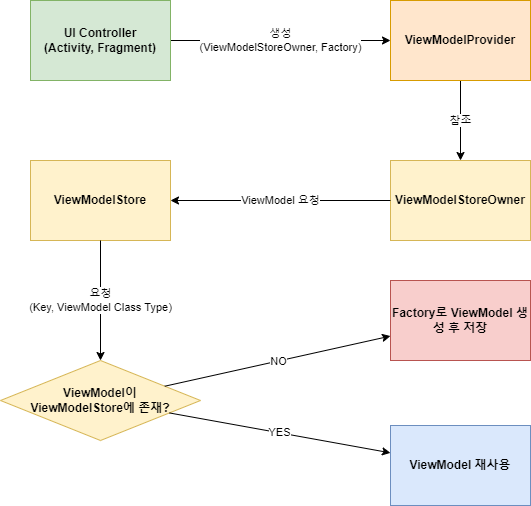 UI Controller
(Activity, Fragment)
생성
(ViewModelStoreOwner, Factory)
ViewModelProvider
참조
ViewModelStore
ViewModel 요청
ViewModelStoreOwner
요청
(Key, ViewModel Class Type)
Factory로 ViewModel 생
성 후 저장
NO
ViewModel이
ViewModelStore에 존재?
YES
ViewModel 재사용